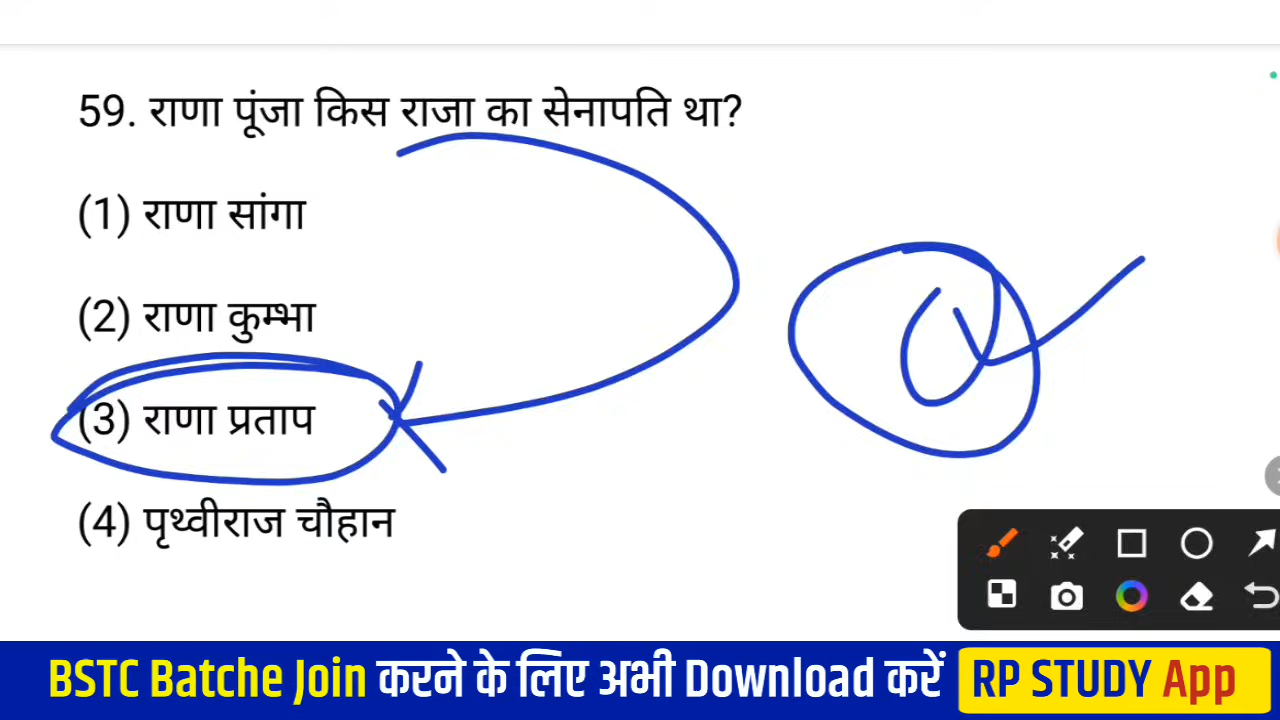 59. राणा पूंजा किस राजा का सेनापति था?
(1) राणा सांगा
(2) राणा कुम्भा
(3) राणा प्रताप
(4) पृथ्वीराज चौहान
BSTC Batche Join करने के लिए अभी Download करें RP STUDY App